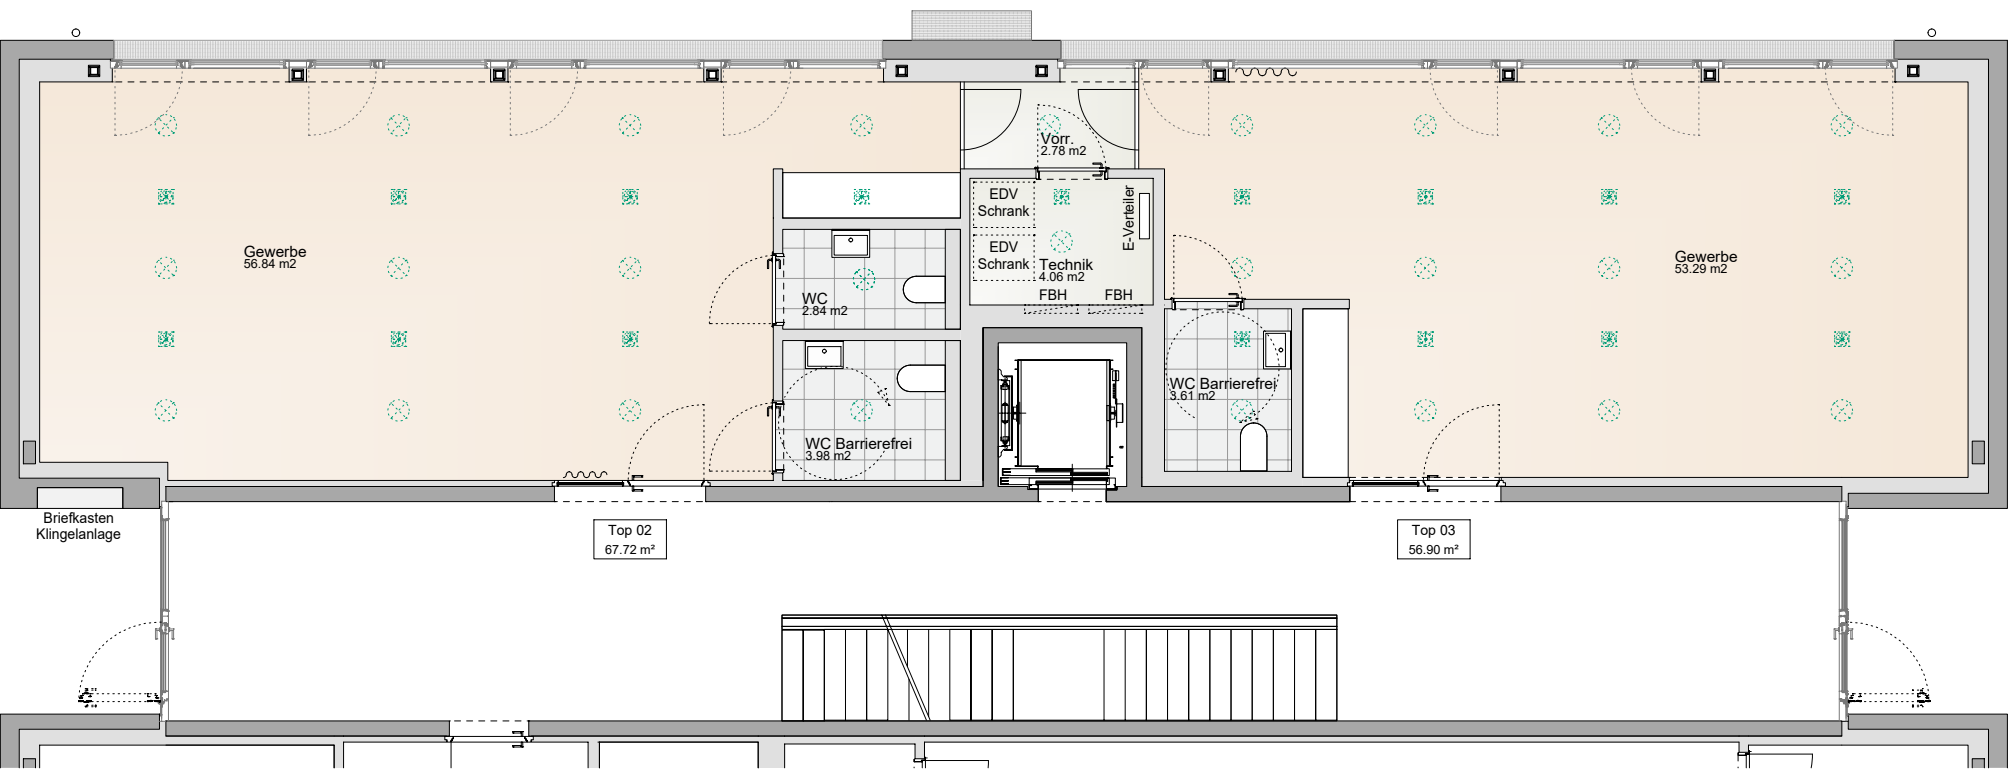 Vorr.
2.78 m2
EDV
Schrank
E-Verteiler
EDV
Schrank
Technik
4.06 m2
FBH
FBH
Gewerbe
56.84 m2
Gewerbe
53.29 m2
WC
2.84 m2
WC Barrierefrei
3.61 m2
WC Barrierefrei
3.98 m2
Briefkasten
Klingelanlage
Top 02
67.72 m²
Top 03
56.90 m²